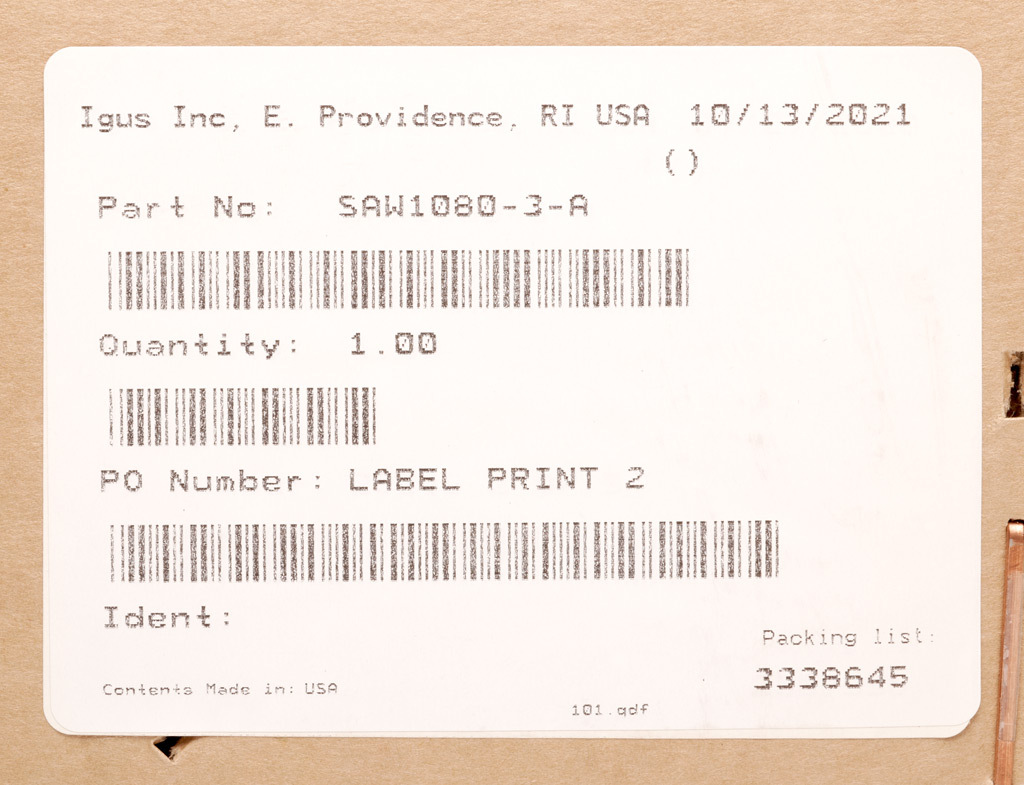 Igus Inc, E. Providence, RI USA 10/13/2021
()
Part No: SAW1080-3-A
Quantity: 1.00
PO Number: LABEL PRINT 2
Ident:
Packing list:
3338645
Contents Made in: USA
101.qdf